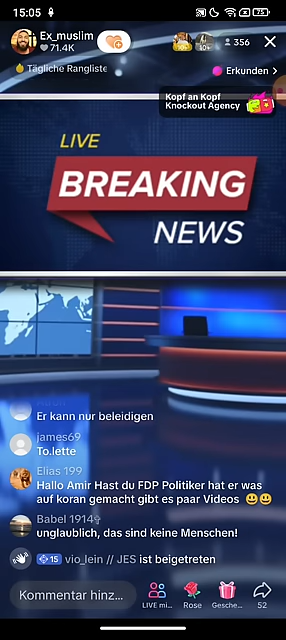 15:05
75
Ex_muslim
71.4K
10+
10+
356
Tägliche Rangliste
Erkunden >
Kopf an Kopf
Knockout Agency
LIVE
BREAKING
NEWS
Er kann nur beleidigen
james69
To.lette
Elias 199
Hallo Amir Hast du FDP Politiker hat er was
auf koran gemacht gibt es paar Videos 😃😃
Babel 1914✞
unglaublich, das sind keine Menschen!
15 vio_lein // JES ist beigetreten
Kommentar hinz...
LIVE mi...
Rose
Gesche...
52